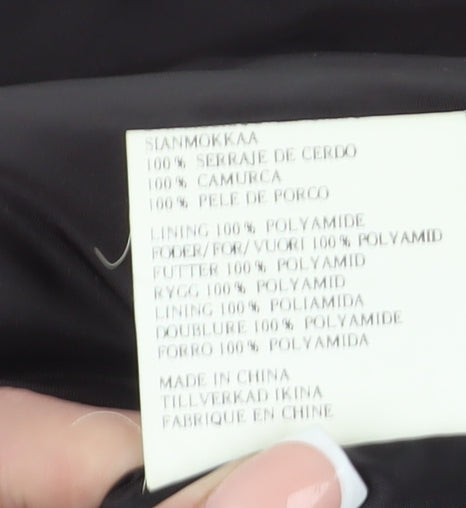 SIANMOKKAA
100% SERRAJE DE CERDO
100% CAMURCA
100% PELE DE PORCO
LINING 100% POLYAMIDE
FODER/FOR/VUORI 100% POLYAMID
FUTTER 100% POLYAMID
RYGG 100% POLYAMID
LINING 100% POLIAMIDA
DOUBLURE 100% POLYAMIDE
FORRO 100% POLYAMIDA
MADE IN CHINA
TILLVERKAD IKINA
FABRIQUE EN CHINE